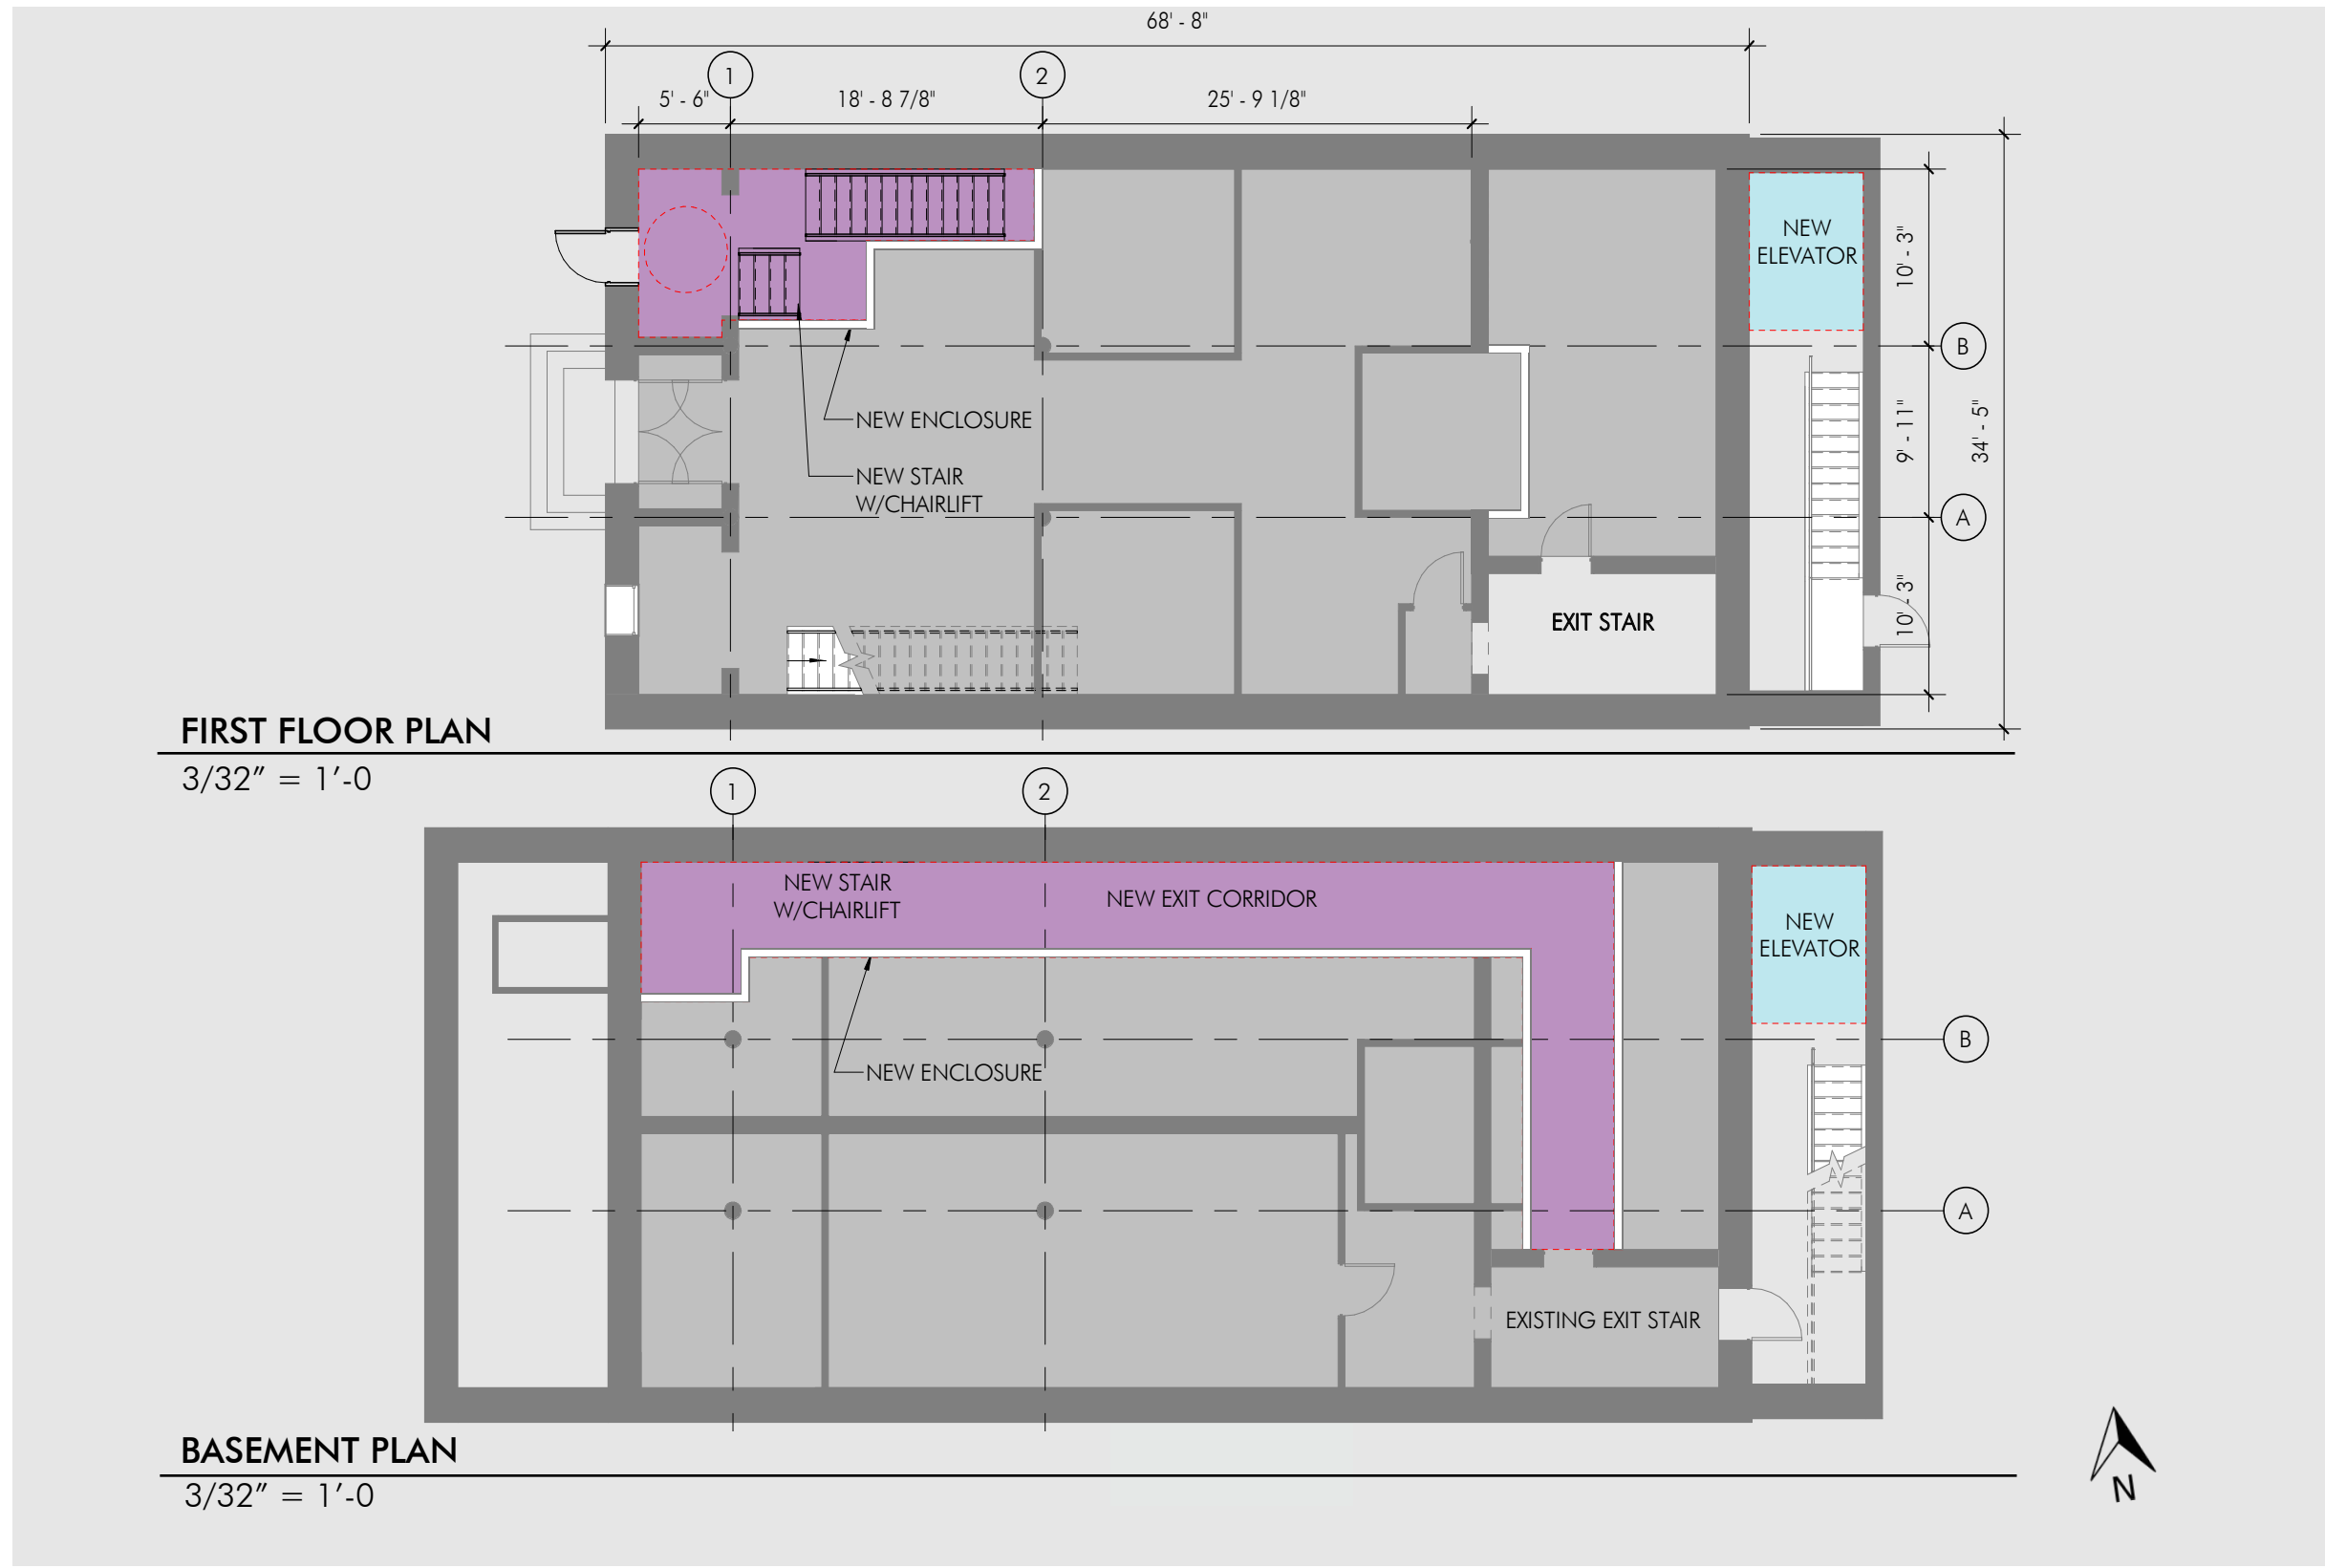 68' - 8"
1
2
5' - 6"
18' - 8 7/8"
25' - 9 1/8"
NEW
ELEVATOR
10' - 3"
B
NEW ENCLOSURE
9' - 11"
34' - 5"
NEW STAIR
W/CHAIRLIFT
A
EXIT STAIR
10' - 3"
FIRST FLOOR PLAN
3/32" = 1'-0
1
2
NEW STAIR
W/CHAIRLIFT
NEW EXIT CORRIDOR
NEW
ELEVATOR
B
NEW ENCLOSURE
A
EXISTING EXIT STAIR
BASEMENT PLAN
3/32" = 1'-0
N